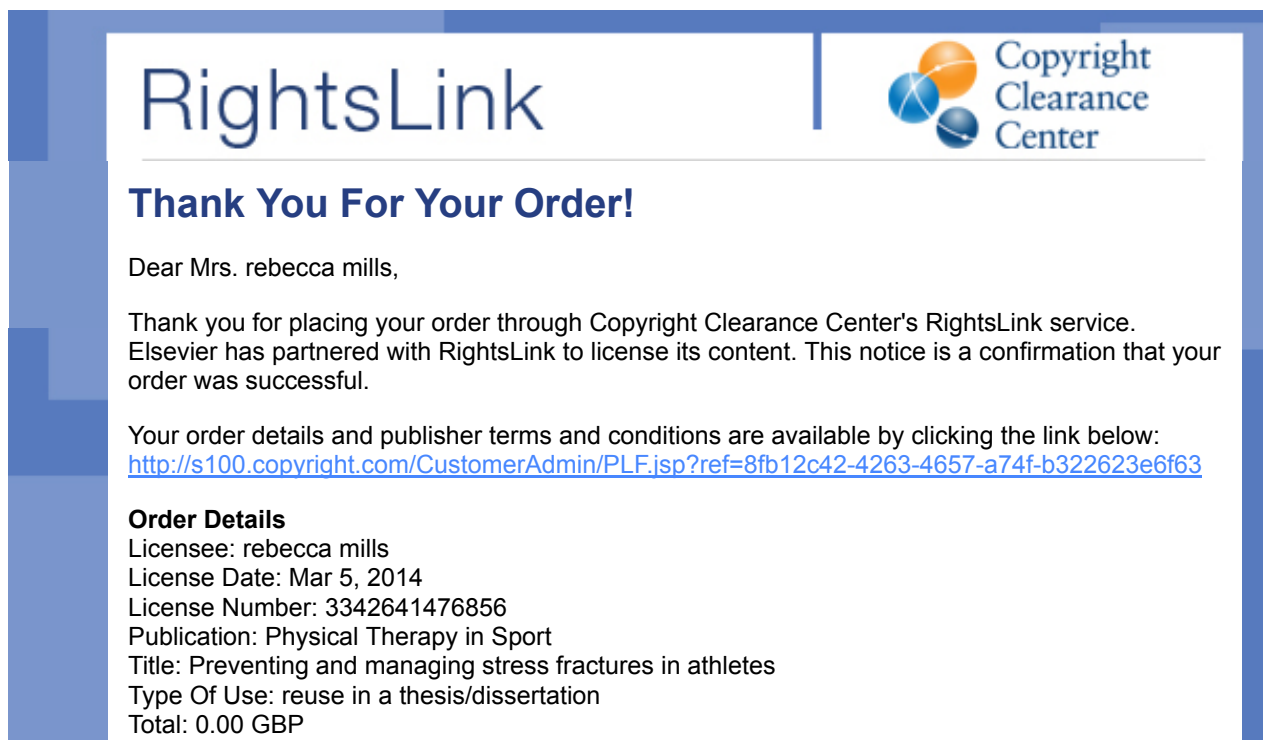 RightsLink
Copyright
Clearance
Center
Thank You For Your Order!
Dear Mrs. rebecca mills,
Thank you for placing your order through Copyright Clearance Center's RightsLink service.
Elsevier has partnered with RightsLink to license its content. This notice is a confirmation that your
order was successful.
Your order details and publisher terms and conditions are available by clicking the link below:
http://s100.copyright.com/CustomerAdmin/PLF.jsp?ref=8fb12c42-4263-4657-a74f-b322623e6f63
Order Details
Licensee: rebecca mills
License Date: Mar 5, 2014
License Number: 3342641476856
Publication: Physical Therapy in Sport
Title: Preventing and managing stress fractures in athletes
Type Of Use: reuse in a thesis/dissertation
Total: 0.00 GBP